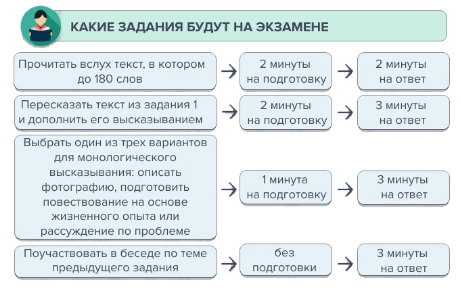 КАКИЕ ЗАДАНИЯ БУДУТ НА ЭКЗАМЕНЕ
Прочитать вслух текст, в котором
до 180 слов
2 минуты
на подготовку
2 минуты
на ответ
Пересказать текст из задания 1
и дополнить его высказыванием
2 минуты
на подготовку
3 минуты
на ответ
Выбрать один из трех вариантов
для монологического
высказывания: описать
фотографию, подготовить
повествование на основе
жизненного опыта или
рассуждение по проблеме
1 минута
на подготовку
3 минуты
на ответ
Поучаствовать в беседе по теме
предыдущего задания
без
подготовки
3 минуты
на ответ